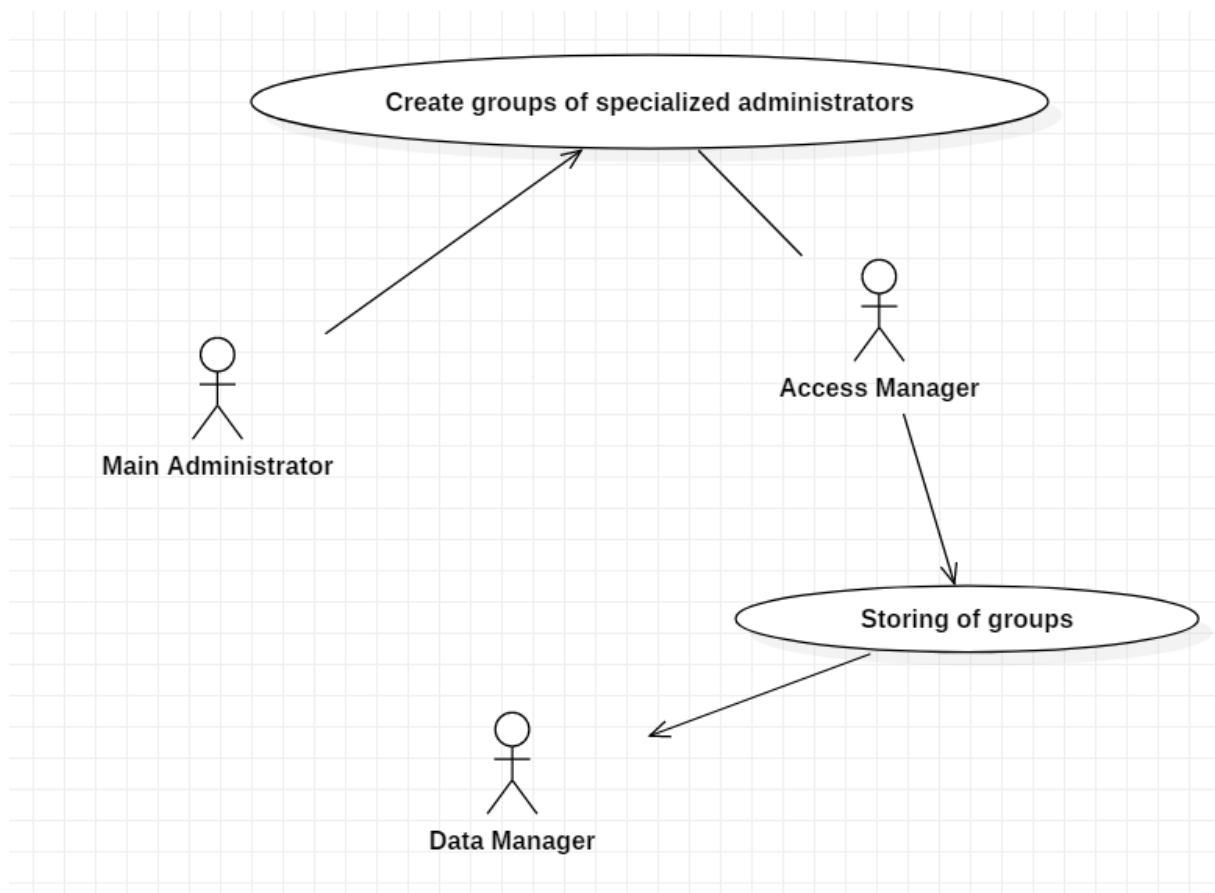 Create groups of specialized administrators
Access Manager
Main Administrator
Storing of groups
Data Manager